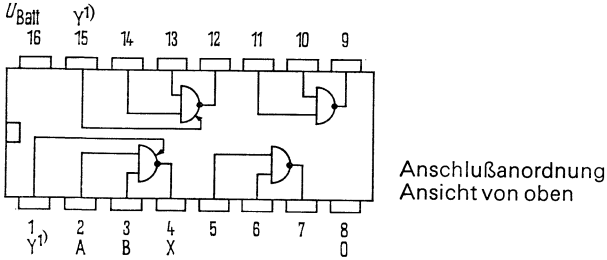 U Batt Y¹)
16 15 14 13 12 11 10 9
Anschlußanordnung
Ansicht von oben
1 2 3 4 5 6 7 8
Y¹) A B X 0